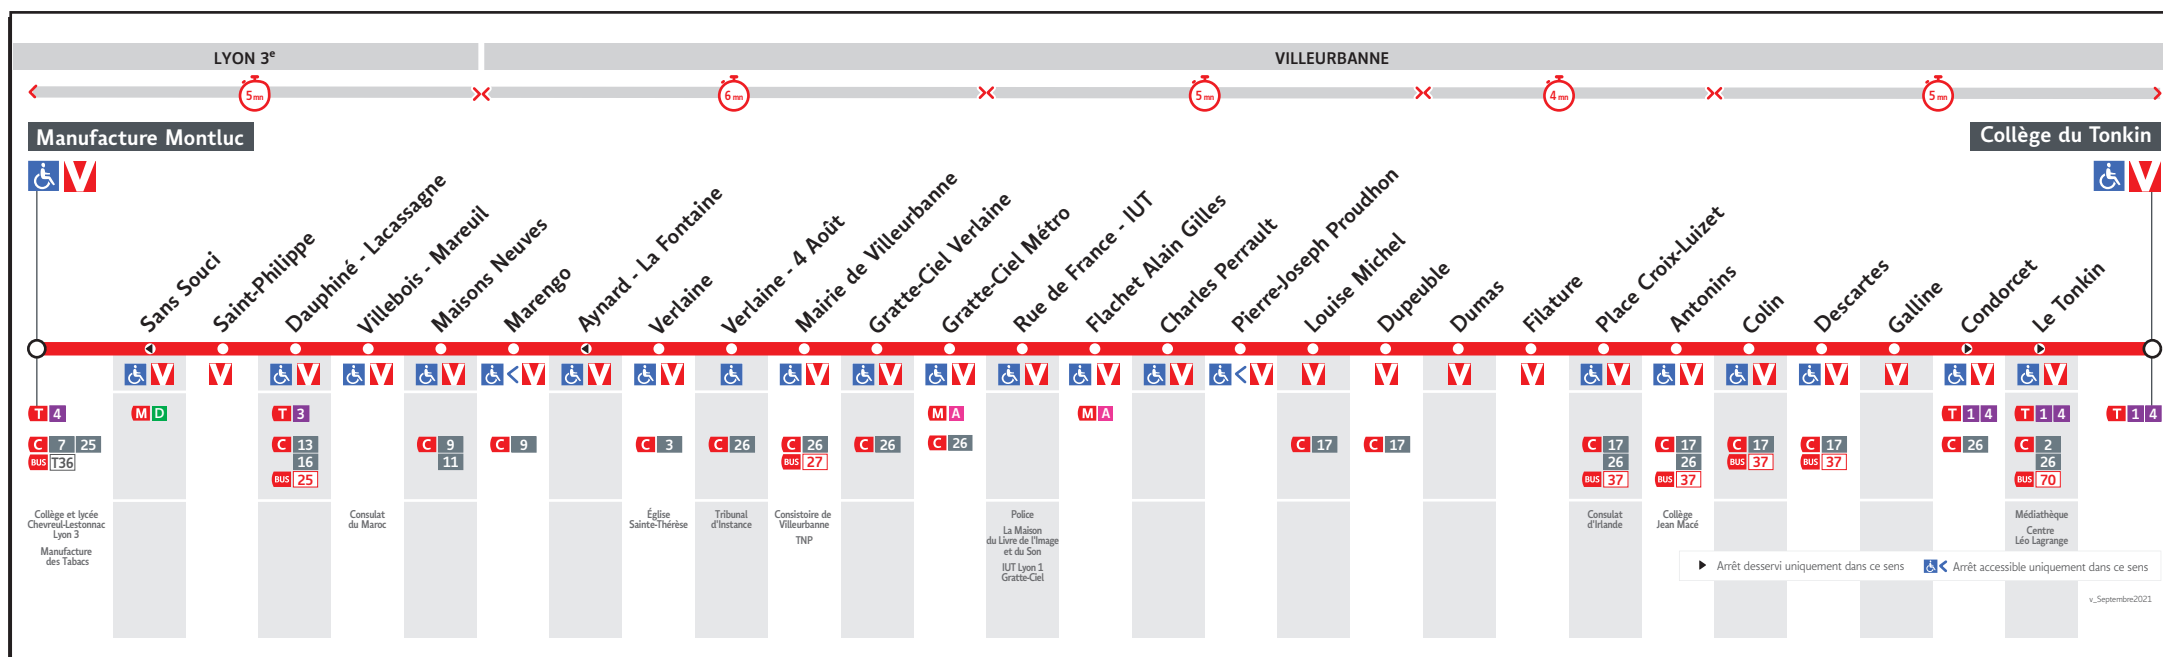 LYON 3e
VILLEURBANNE
5 mn
6 mn
5 mn
4 mn
5 mn
Manufacture Montluc
Collège du Tonkin
V
V
Sans Souci
Saint-Philippe
Dauphiné - Lacassagne
Villebois - Mareuil
Maisons Neuves
Marengo
Aynard - La Fontaine
Verlaine
Verlaine - 4 Août
Mairie de Villeurbanne
Gratte-Ciel Verlaine
Gratte-Ciel Métro
Rue de France - IUT
Flachet Alain Gilles
Charles Perrault
Pierre-Joseph Proudhon
Louise Michel
Dupeuble
Dumas
Filature
Place Croix-Luizet
Antonins
Colin
Descartes
Galline
Condorcet
Le Tonkin
V V V V V V V V V V V V V V V V V V V V V V V V V V
T 4
C 7 25
BUS T36
Collège et lycée
Chevreul-Lestonnac
Lyon 3
Manufacture
des Tabacs
M D
T 3
C 13
16
BUS 25
Consulat
du Maroc
C 9
11
C 9
C 3
Église
Sainte-Thérèse
C 26
Tribunal
d'Instance
C 26
BUS 27
Consistoire de
Villeurbanne
TNP
C 26
M A
C 26
Police
La Maison
du Livre de l'Image
et du Son
IUT Lyon 1
Gratte-Ciel
M A
C 17
C 17
C 17
26
BUS 37
Consulat
d'Irlande
C 17
26
BUS 37
Collège
Jean Macé
C 17
BUS 37
C 17
BUS 37
T 1 4
C 26
T 1 4
C 2
26
BUS 70
Médiathèque
Centre
Léo Lagrange
T 1 4
Arrêt desservi uniquement dans ce sens
Arrêt accessible uniquement dans ce sens
v_Septembre2021